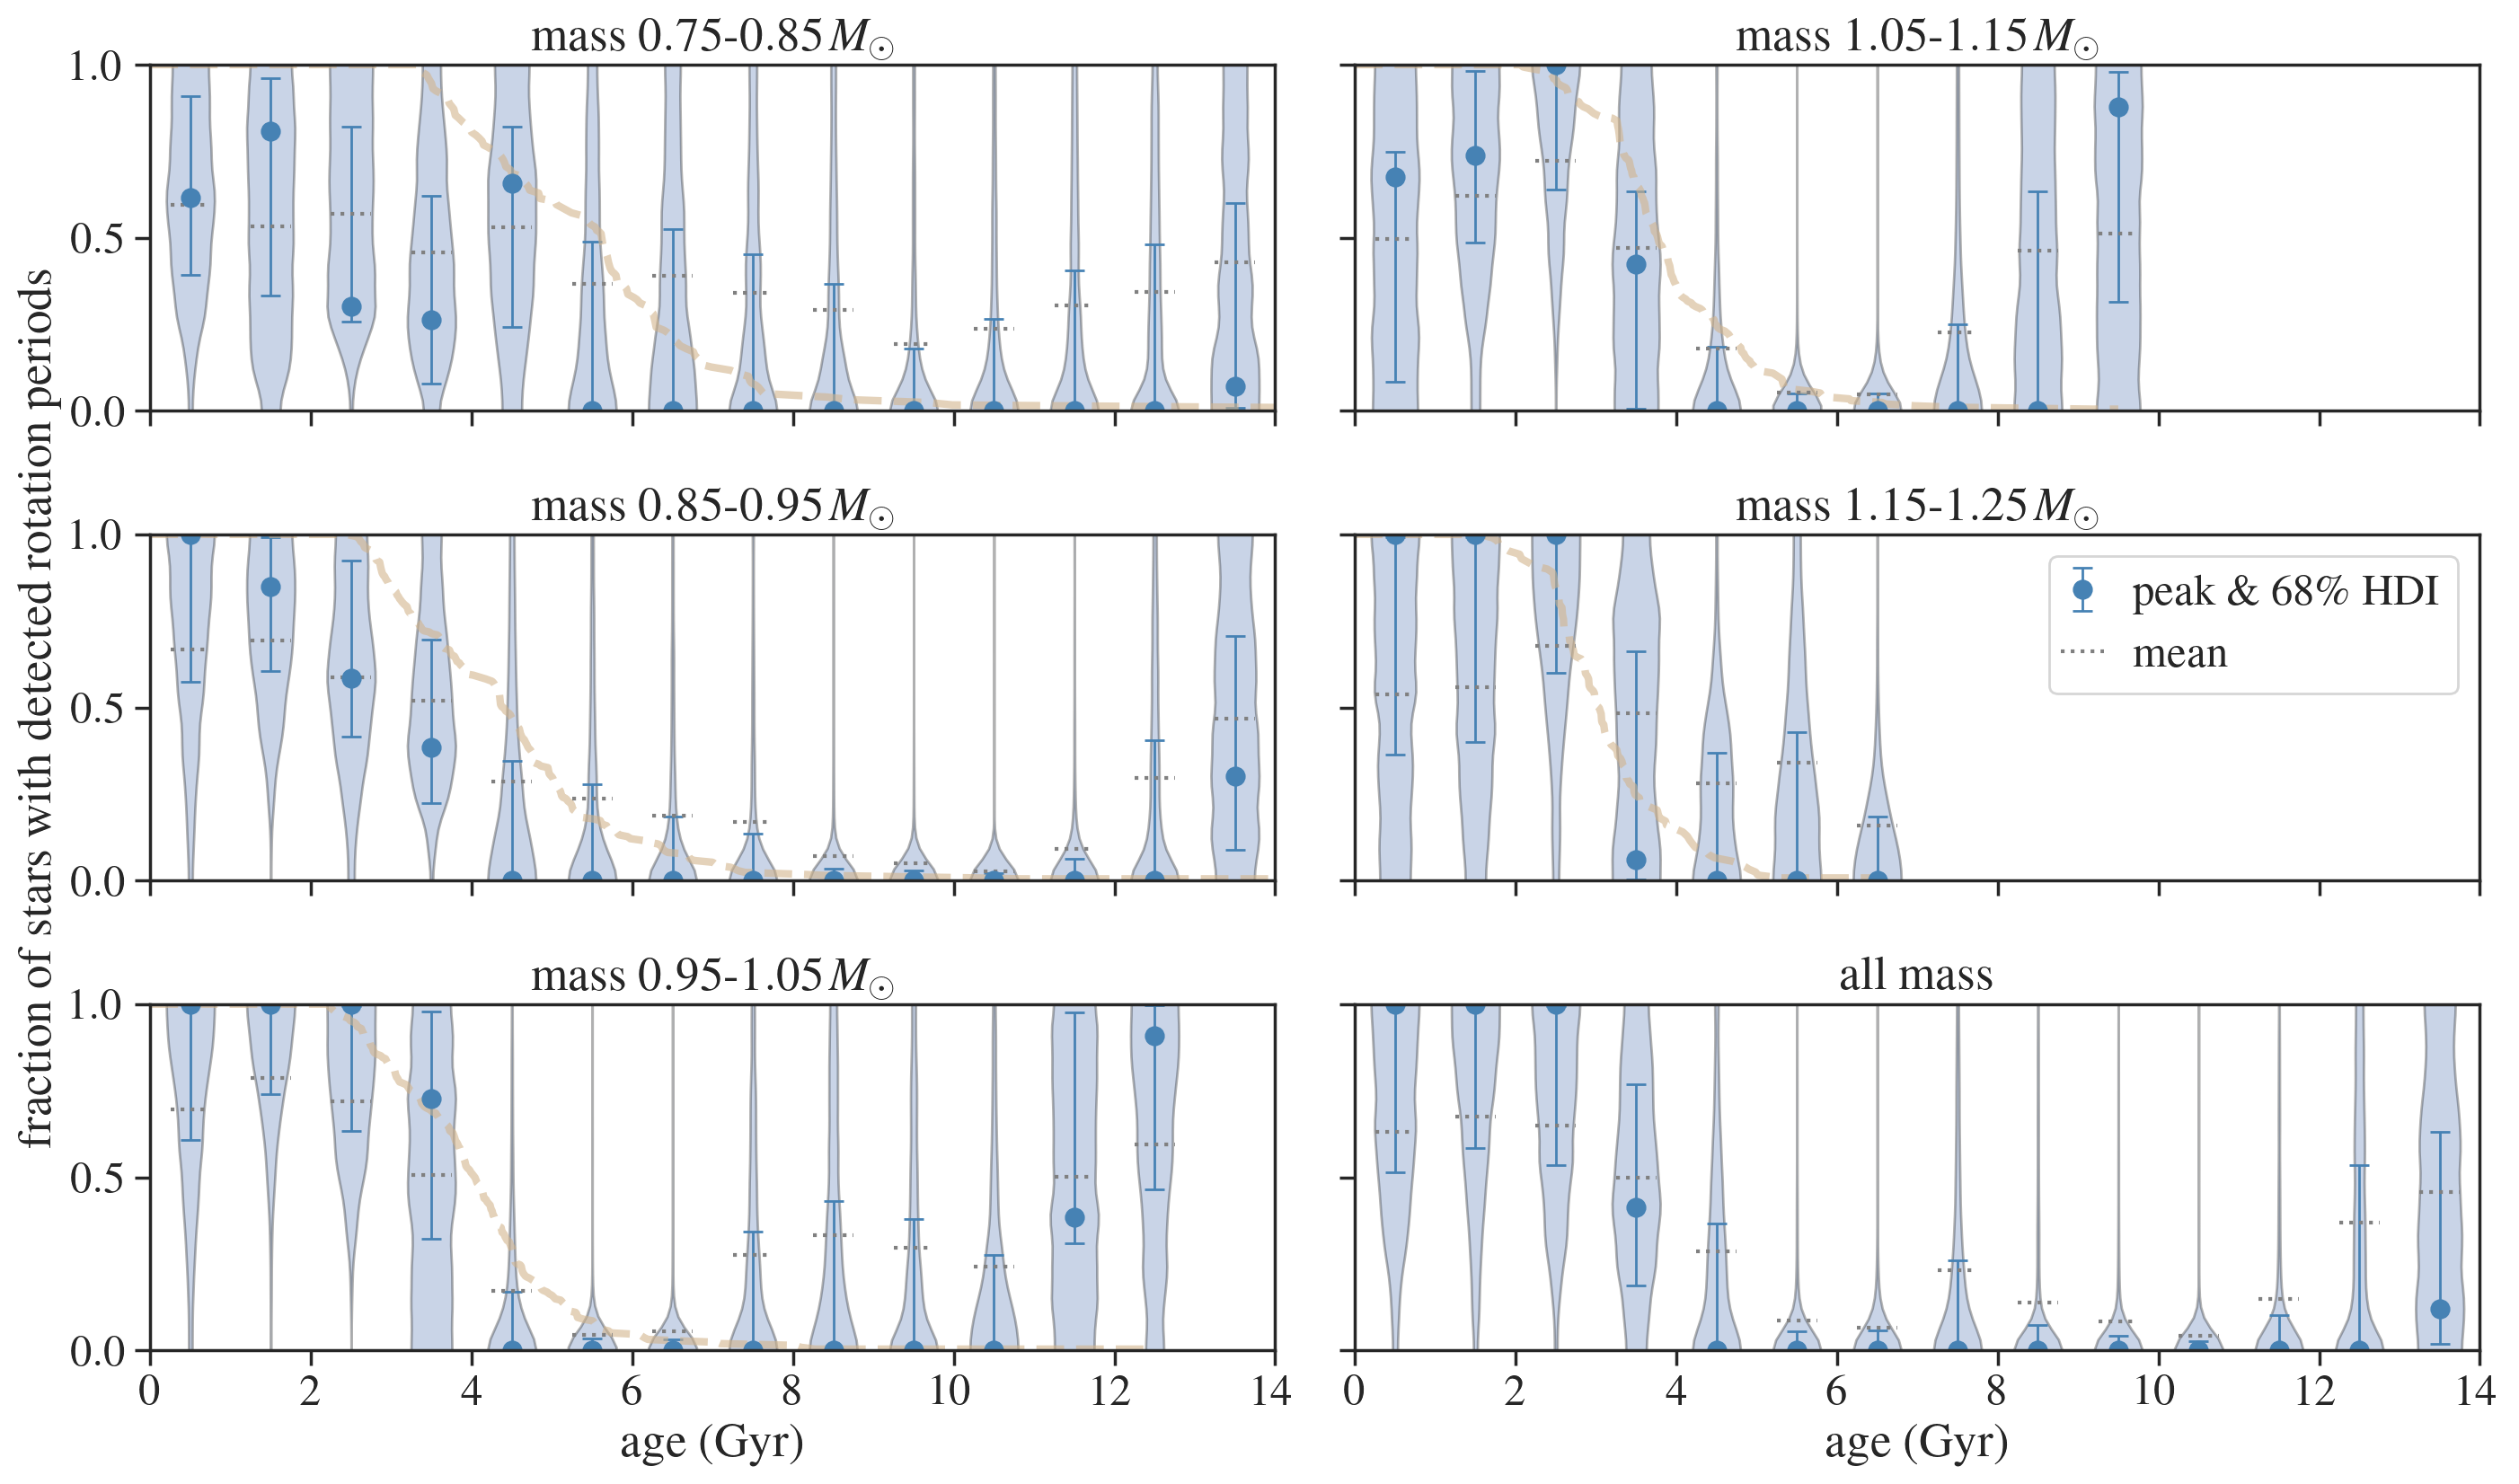 fraction of stars with detected rotation periods
mass 0.75-0.85 M☉
1.0
0.5
0.0
mass 1.05-1.15 M☉
mass 0.85-0.95 M☉
1.0
0.5
0.0
mass 1.15-1.25 M☉
peak & 68% HDI
mean
mass 0.95-1.05 M☉
1.0
0.5
0.0
0 2 4 6 8 10 12 14
age (Gyr)
all mass
0 2 4 6 8 10 12 14
age (Gyr)